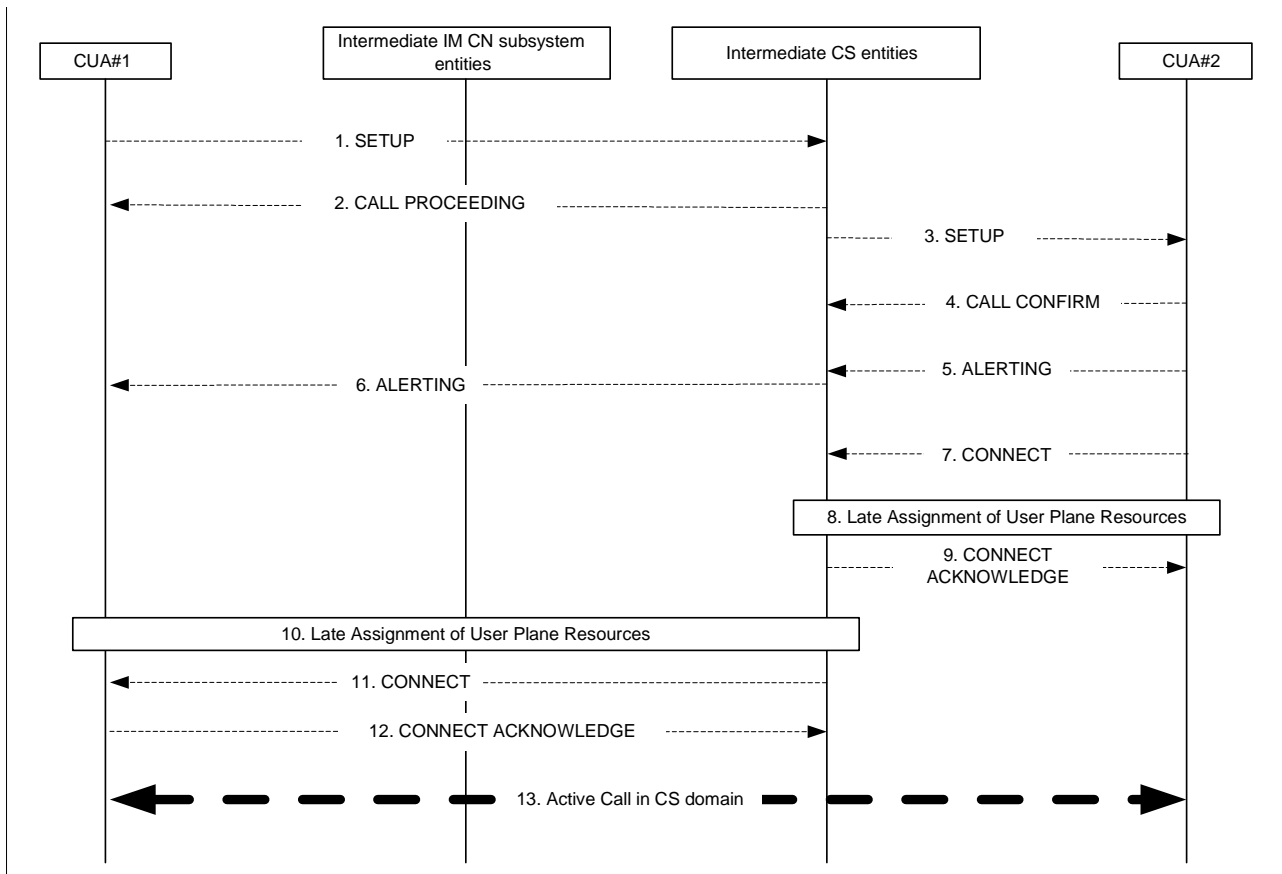 CUA#1
Intermediate IM CN subsystem
entities
Intermediate CS entities
CUA#2
1. SETUP
2. CALL PROCEEDING
3. SETUP
4. CALL CONFIRM
5. ALERTING
6. ALERTING
7. CONNECT
8. Late Assignment of User Plane Resources
9. CONNECT
ACKNOWLEDGE
10. Late Assignment of User Plane Resources
11. CONNECT
12. CONNECT ACKNOWLEDGE
13. Active Call in CS domain